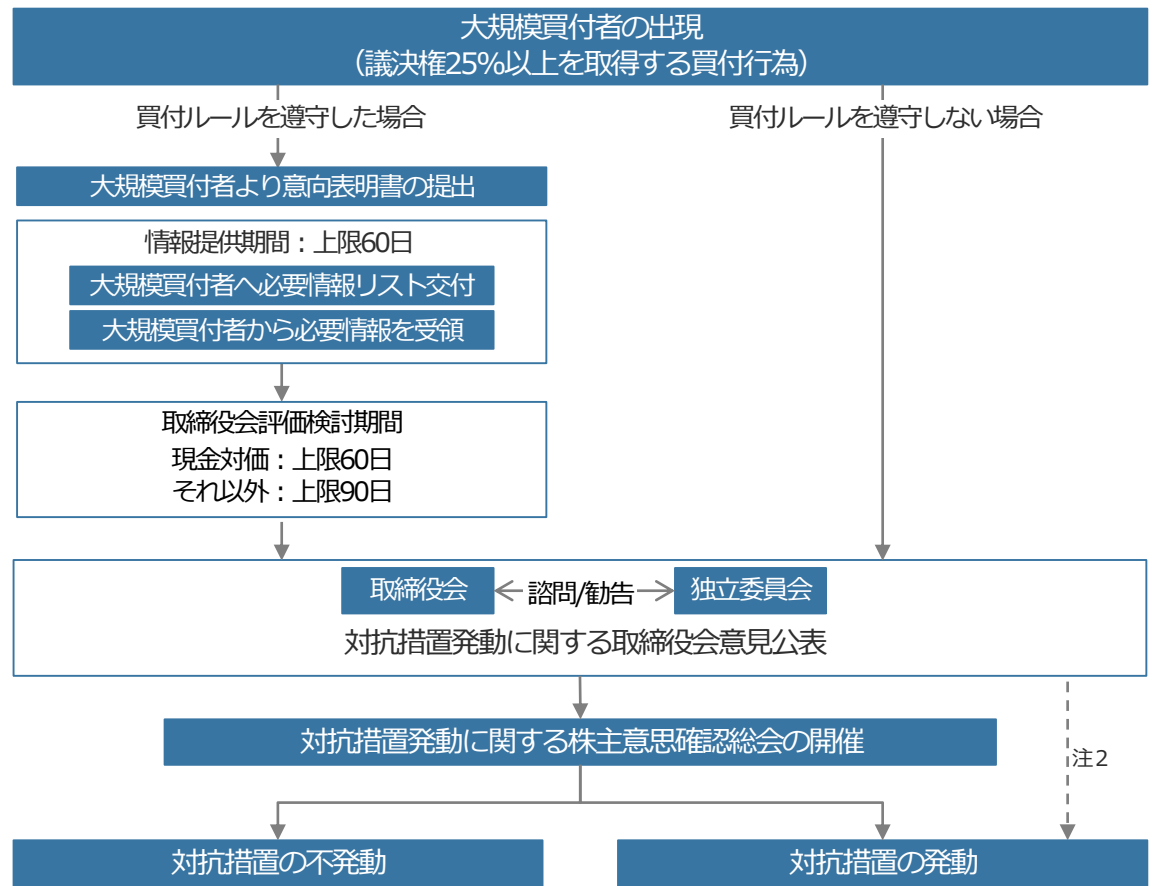 大規模買付者の出現
（議決権25%以上を取得する買付行為）
買付ルールを遵守した場合
買付ルールを遵守しない場合
大規模買付者より意向表明書の提出
情報提供期間：上限60日
大規模買付者へ必要情報リスト交付
大規模買付者から必要情報を受領
取締役会評価検討期間
現金対価：上限60日
それ以外：上限90日
取締役会
諮問/勧告
独立委員会
対抗措置発動に関する取締役会意見公表
対抗措置発動に関する株主意思確認総会の開催
注２
対抗措置の不発動
対抗措置の発動